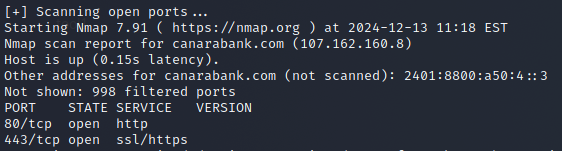 [+] Scanning open ports...
Starting Nmap 7.91 ( https://nmap.org ) at 2024-12-13 11:18 EST
Nmap scan report for canarabank.com (107.162.160.8)
Host is up (0.15s latency).
Other addresses for canarabank.com (not scanned): 2401:8800:a50:4::3
Not shown: 998 filtered ports
PORT    STATE SERVICE   VERSION
80/tcp  open  http
443/tcp open  ssl/https